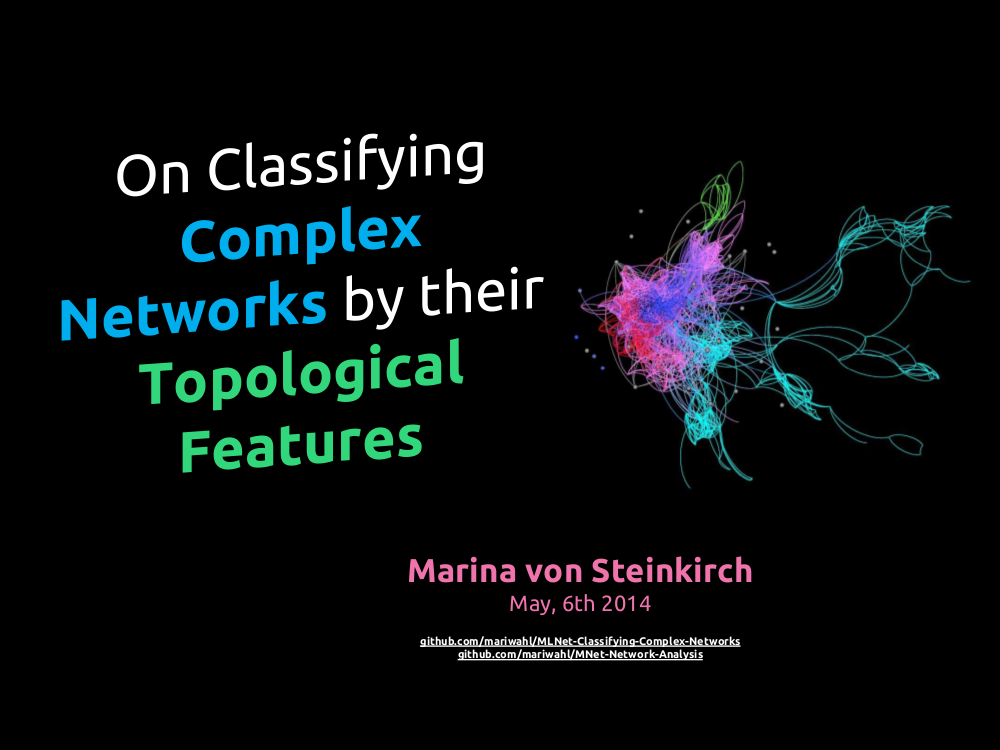 On Classifying
Complex
Networks by their
Topological
Features
Marina von Steinkirch
May, 6th 2014
github.com/mariwahl/MLNet-Classifying-Complex-Networks
github.com/mariwahl/MNet-Network-Analysis